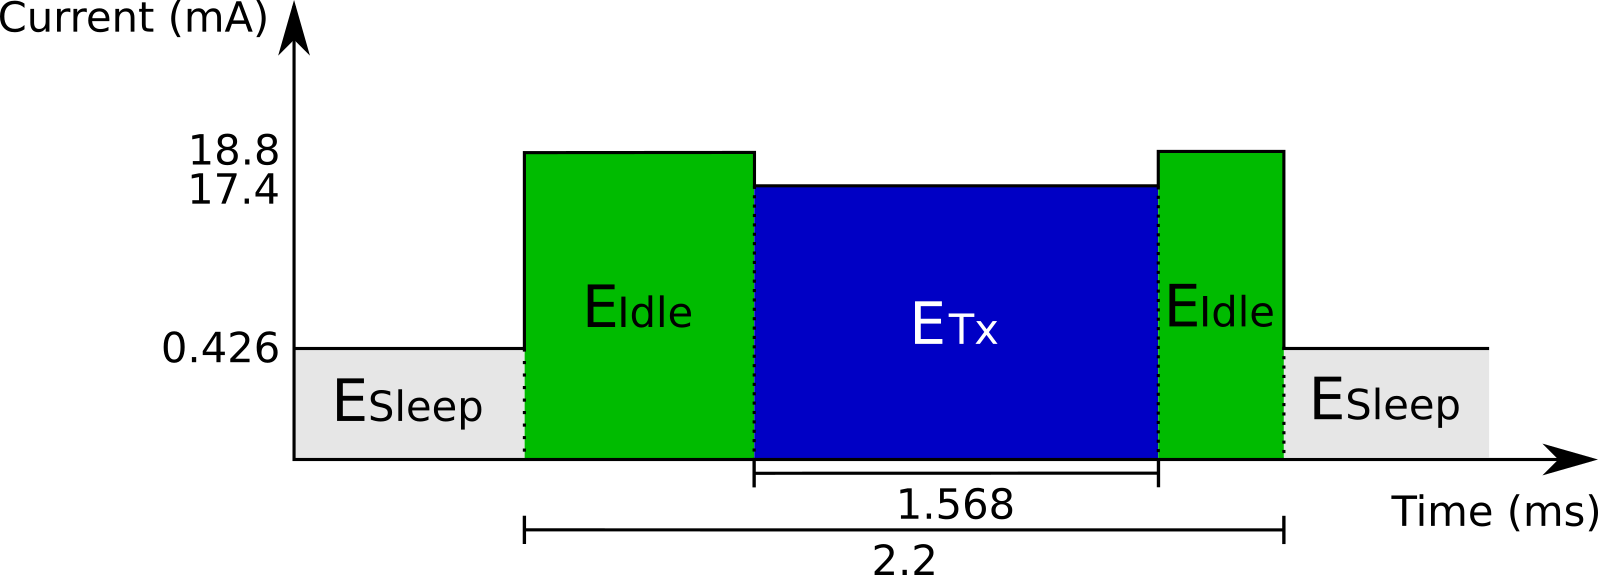 Current (mA)
18.8
17.4
0.426
EIdle
ETx
EIdle
ESleep
ESleep
1.568
Time (ms)
2.2